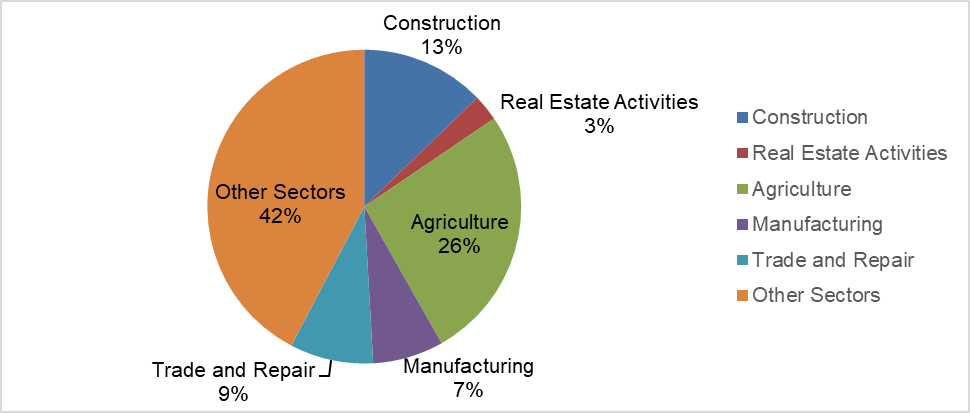 Construction
13%
Real Estate Activities
3%
Agriculture
26%
Manufacturing
7%
Trade and Repair
9%
Other Sectors
42%
Construction
Real Estate Activities
Agriculture
Manufacturing
Trade and Repair
Other Sectors